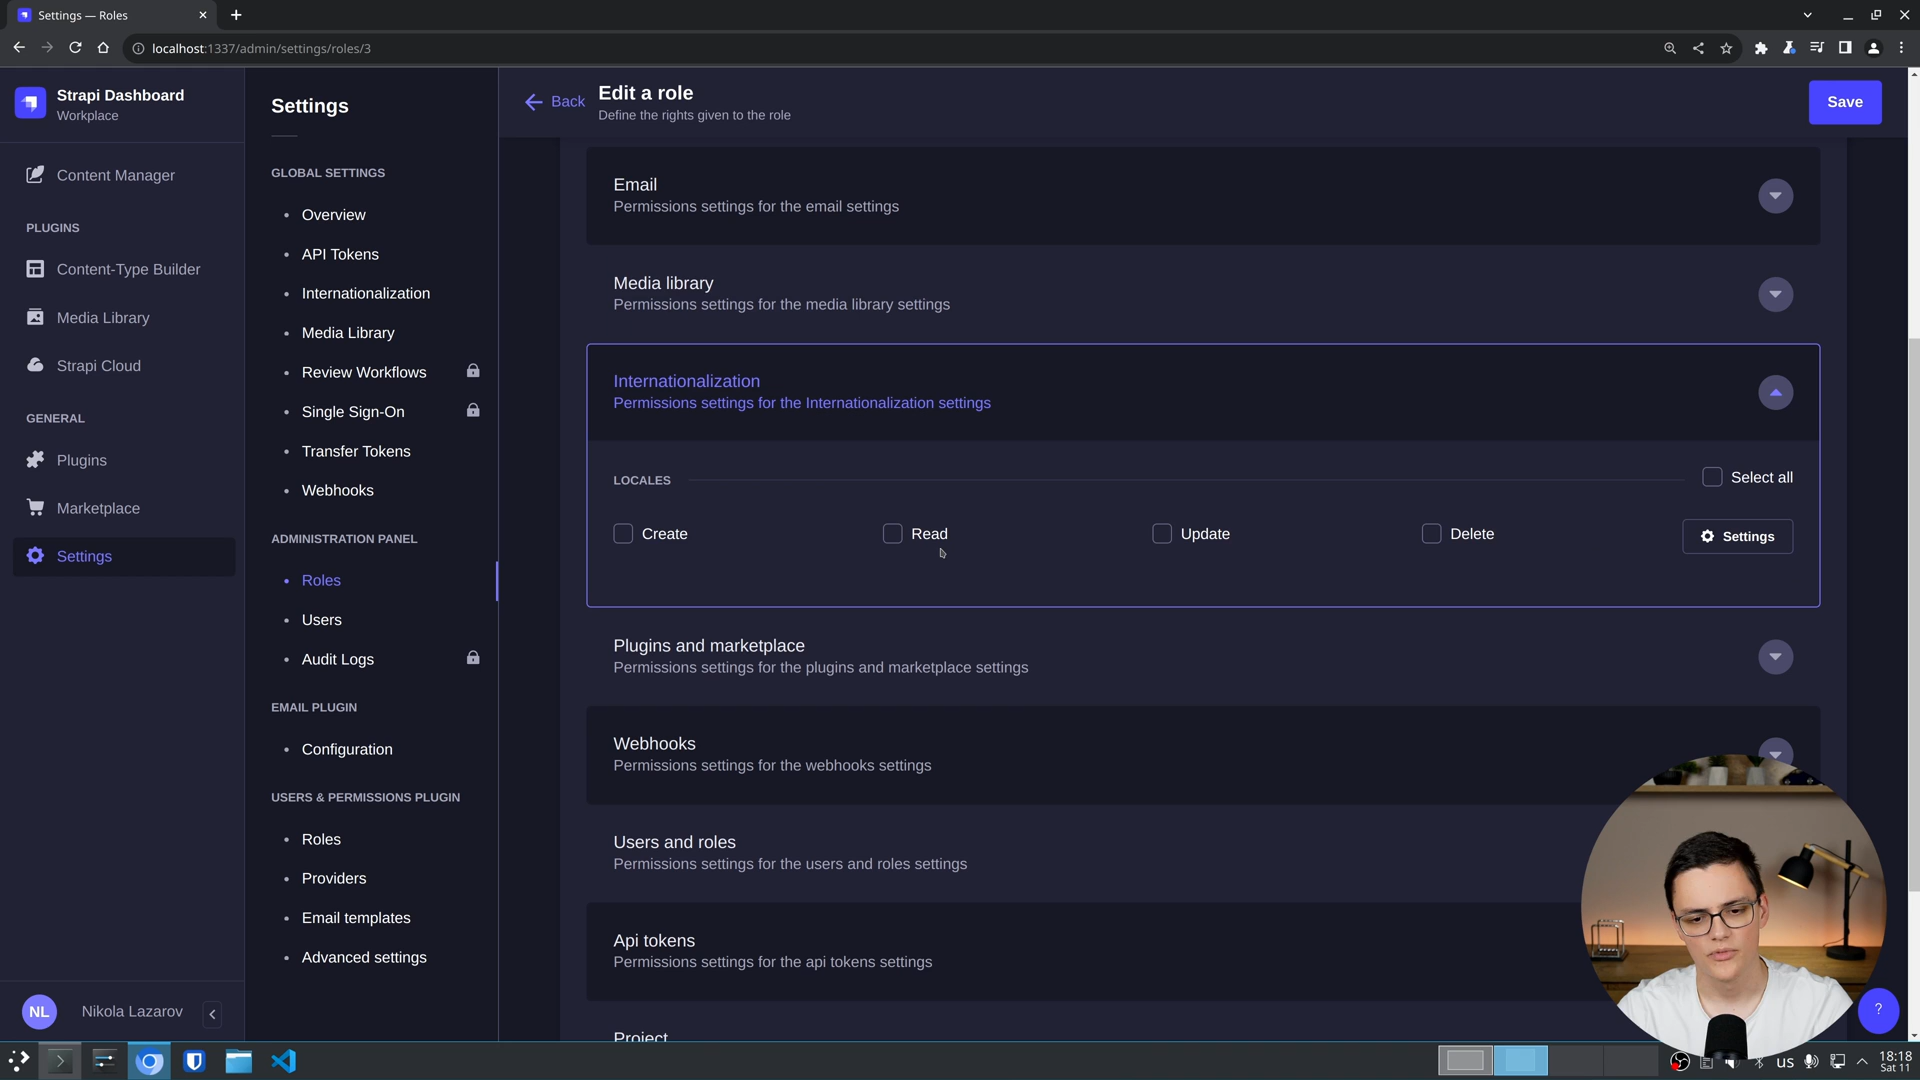 Settings — Roles
localhost:1337/admin/settings/roles/3
Strapi Dashboard
Workplace
Content Manager
PLUGINS
Content-Type Builder
Media Library
Strapi Cloud
GENERAL
Plugins
Marketplace
Settings
NL
Nikola Lazarov
Settings
GLOBAL SETTINGS
Overview
API Tokens
Internationalization
Media Library
Review Workflows
Single Sign-On
Transfer Tokens
Webhooks
ADMINISTRATION PANEL
Roles
Users
Audit Logs
EMAIL PLUGIN
Configuration
USERS & PERMISSIONS PLUGIN
Roles
Providers
Email templates
Advanced settings
Back
Edit a role
Define the rights given to the role
Save
Email
Permissions settings for the email settings
Media library
Permissions settings for the media library settings
Internationalization
Permissions settings for the Internationalization settings
LOCALES
Select all
Create
Read
Update
Delete
Settings
Plugins and marketplace
Permissions settings for the plugins and marketplace settings
Webhooks
Permissions settings for the webhooks settings
Users and roles
Permissions settings for the users and roles settings
Api tokens
Permissions settings for the api tokens settings
Project
?
us
18:18
Sat 11